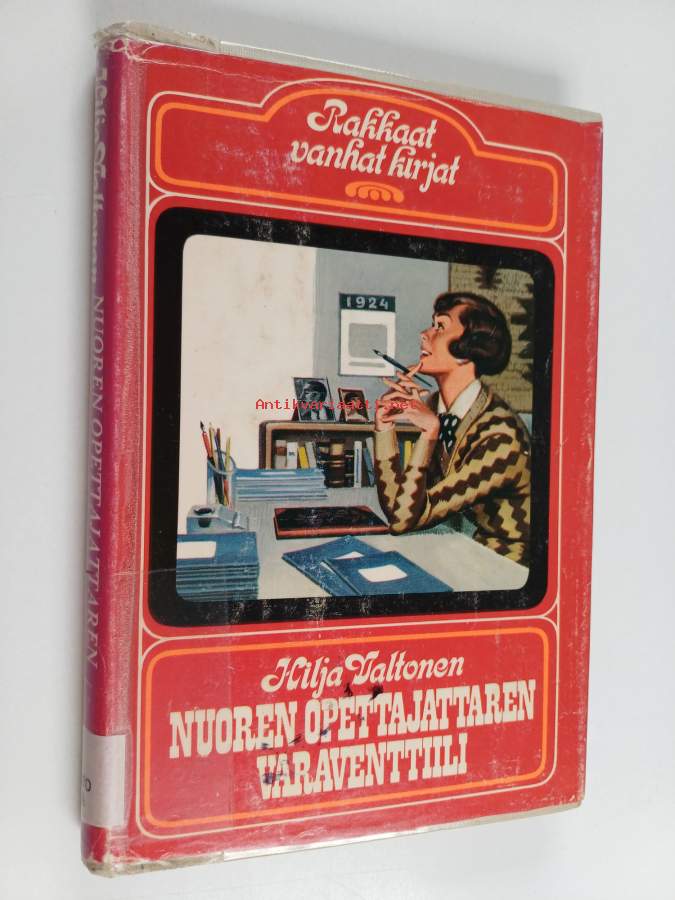 Rakkaat
vanhat kirjat
1924
Antikvariaatti.net
Hilja Valtonen
NUOREN OPETTAJATTAREN
VARAVENTTIILI
Hilja Valtonen NUOREN OPETTAJATTAREN